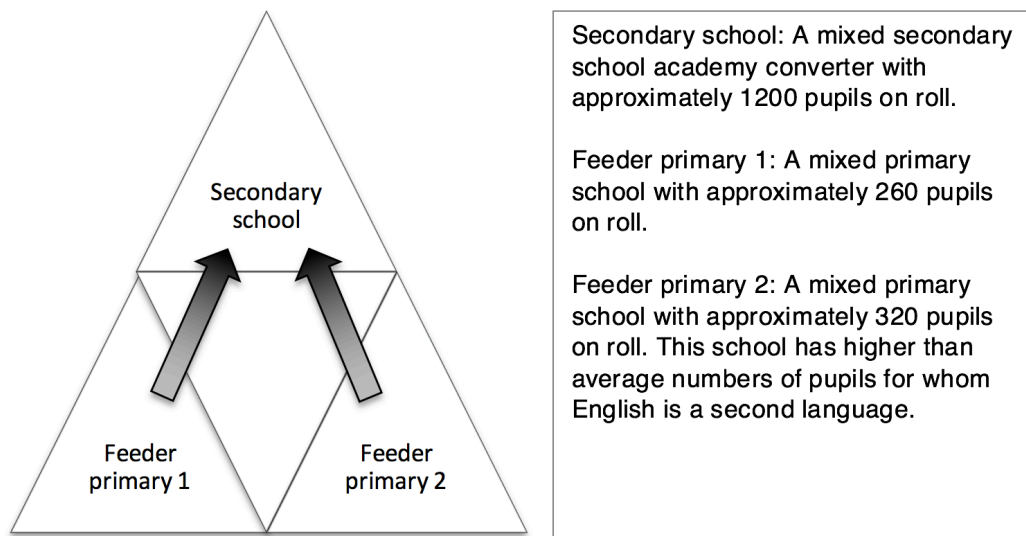 Secondary
school
Feeder
primary 1
Feeder
primary 2
Secondary school: A mixed secondary
school academy converter with
approximately 1200 pupils on roll.
Feeder primary 1: A mixed primary
school with approximately 260 pupils
on roll.
Feeder primary 2: A mixed primary
school with approximately 320 pupils
on roll. This school has higher than
average numbers of pupils for whom
English is a second language.